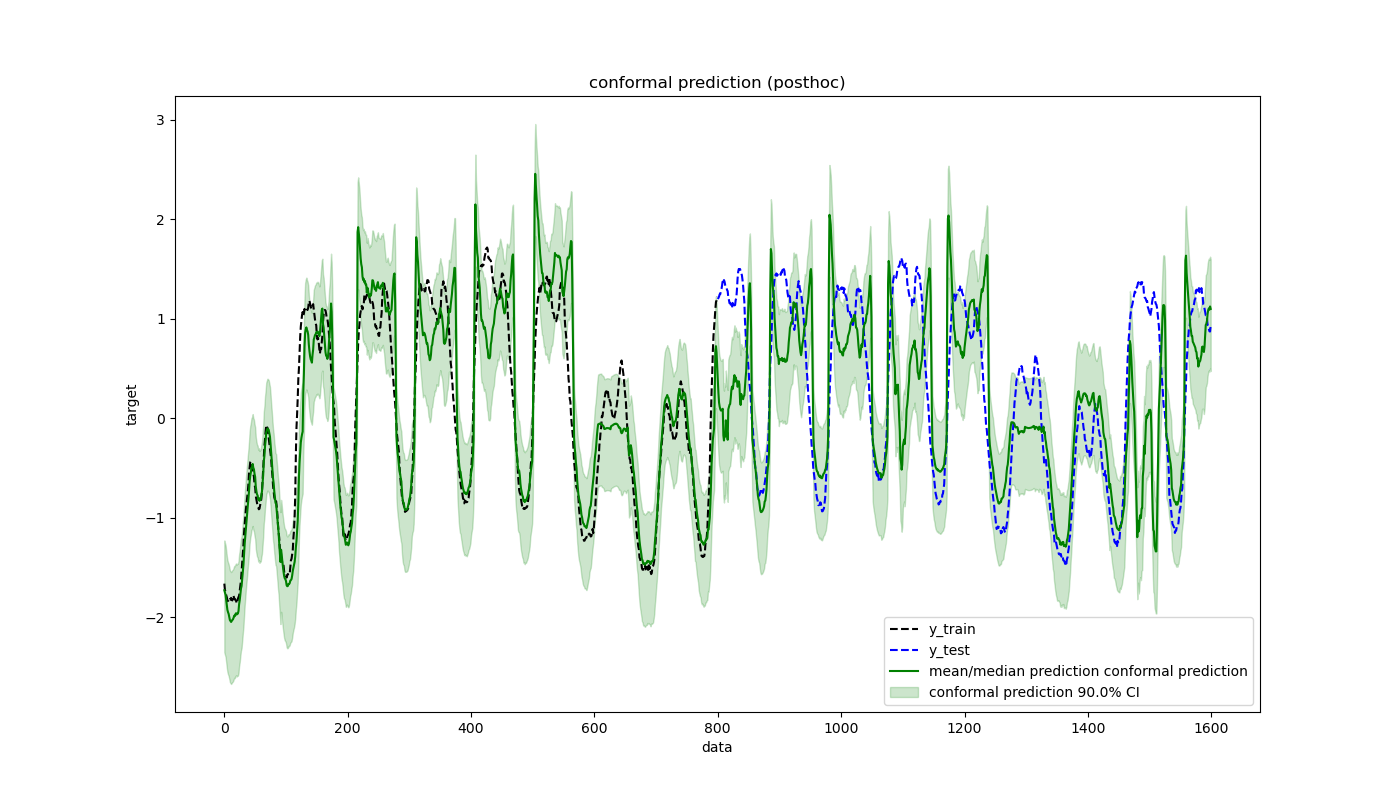 conformal prediction (posthoc)
target
3
2
1
0
−1
−2
0 200 400 600 800 1000 1200 1400 1600
data
y_train
y_test
mean/median prediction conformal prediction
conformal prediction 90.0% CI